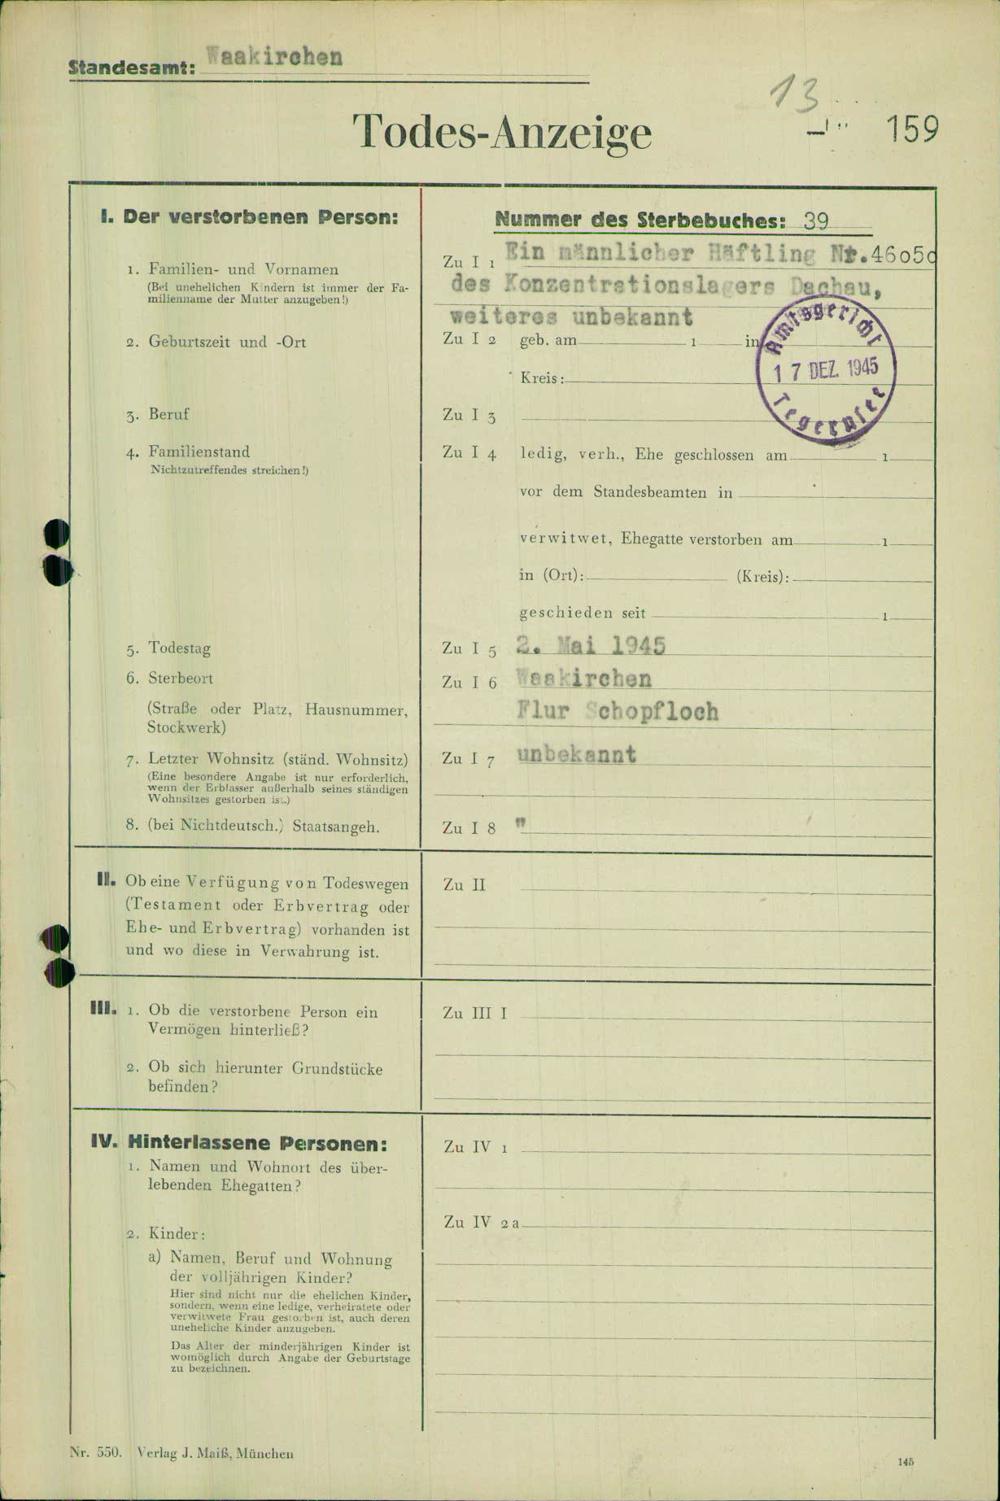 Standesamt: Waakirchen
13
Todes-Anzeige
159
I. Der verstorbenen Person:
Nummer des Sterbebuches: 39
1. Familien- und Vornamen
(Bei unehelichen Kindern ist immer der Fa-
milienname der Mutter anzugeben!)
Zu I 1 Ein männlicher Häftling Nr.46o5
des Konzentrationslagers Dachau,
weiteres unbekannt
2. Geburtszeit und -Ort
Zu I 2 geb. am 1 in
Kreis:
Amtsgericht
17 DEZ. 1945
Tegernsee
3. Beruf
Zu I 3
4. Familienstand
Nichtzutreffendes streichen!)
Zu I 4 ledig, verh., Ehe geschlossen am 1
vor dem Standesbeamten in
verwitwet, Ehegatte verstorben am 1
in (Ort): (Kreis):
geschieden seit 1
5. Todestag
Zu I 5 2. Mai 1945
6. Sterbeort
Zu I 6 Waakirchen
(Straße oder Platz, Hausnummer,
Stockwerk)
Flur Schopfloch
7. Letzter Wohnsitz (ständ. Wohnsitz)
(Eine besondere Angabe ist nur erforderlich,
wenn der Erblasser außerhalb seines ständigen
Wohnsitzes gestorben ist.)
Zu I 7 unbekannt
8. (bei Nichtdeutsch.) Staatsangeh.
Zu I 8 "
II. Ob eine Verfügung von Todeswegen
(Testament oder Erbvertrag oder
Ehe- und Erbvertrag) vorhanden ist
und wo diese in Verwahrung ist.
Zu II
III. 1. Ob die verstorbene Person ein
Vermögen hinterließ?
Zu III I
2. Ob sich hierunter Grundstücke
befinden?
IV. Hinterlassene Personen:
1. Namen und Wohnort des über-
lebenden Ehegatten?
Zu IV 1
2. Kinder:
Zu IV 2 a
a) Namen, Beruf und Wohnung
der volljährigen Kinder?
Hier sind nicht nur die ehelichen Kinder,
sondern, wenn eine ledige, verheiratete oder
verwitwete Frau gestorben ist, auch deren
uneheliche Kinder anzugeben.
Das Alter der minderjährigen Kinder ist
womöglich durch Angabe der Geburtstage
zu bezeichnen.
Nr. 550. Verlag J. Maiß, München
145